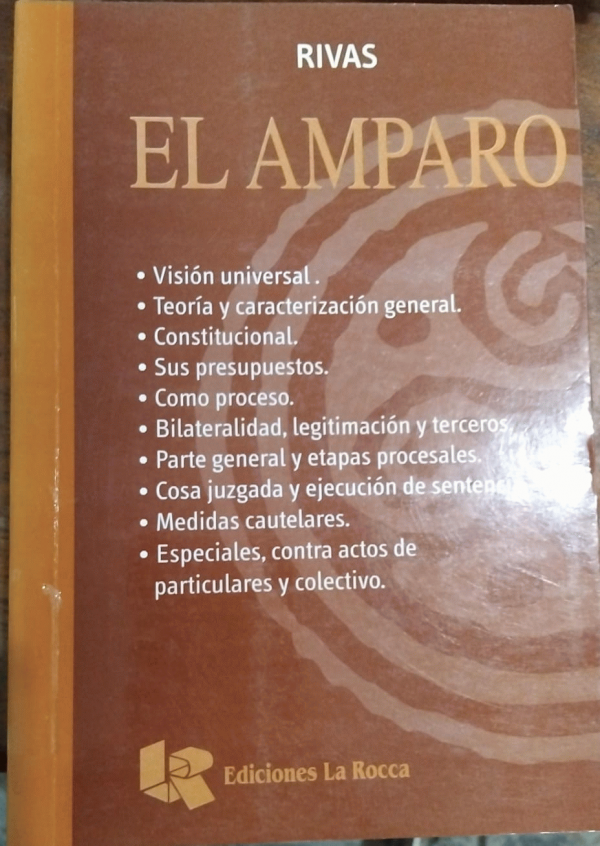 RIVAS
EL AMPARO
• Visión universal .
• Teoría y caracterización general.
• Constitucional.
• Sus presupuestos.
• Como proceso.
• Bilateralidad, legitimación y terceros.
• Parte general y etapas procesales.
• Cosa juzgada y ejecución de
• Medidas cautelares.
• Especiales, contra actos de
particulares y colectivo.
Ediciones La Rocca